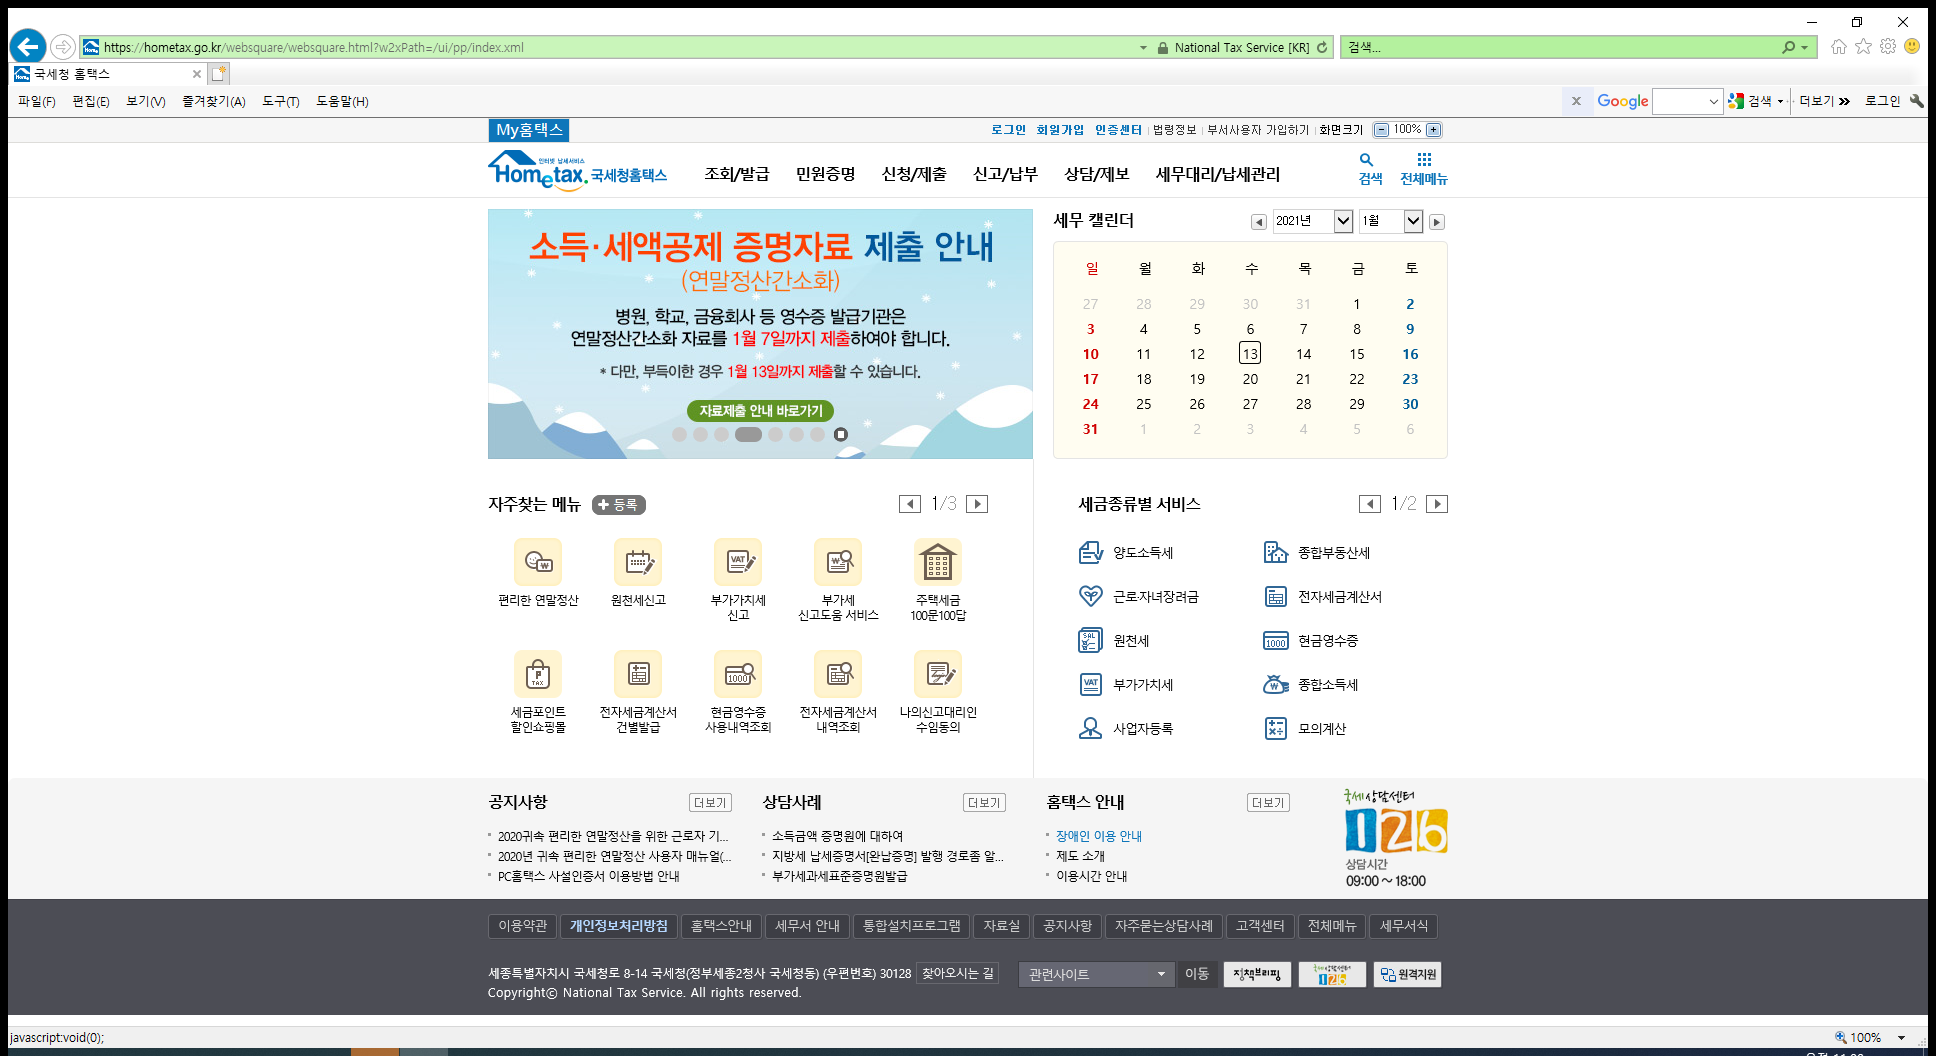 https://hometax.go.kr/websquare/websquare.html?w2xPath=/ui/pp/index.xml
National Tax Service [KR]
검색...
국세청 홈택스
파일(F) 편집(E) 보기(V) 즐겨찾기(A) 도구(T) 도움말(H)
x Google 검색 더보기 로그인
My홈택스
로그인 회원가입 인증센터 법령정보 부서사용자 가입하기 화면크기 100%
인터넷 납세서비스
Hometax. 국세청홈택스
조회/발급 민원증명 신청/제출 신고/납부 상담/제보 세무대리/납세관리
검색 전체메뉴
소득·세액공제 증명자료 제출 안내
(연말정산간소화)
병원, 학교, 금융회사 등 영수증 발급기관은
연말정산간소화 자료를 1월 7일까지 제출하여야 합니다.
* 다만, 부득이한 경우 1월 13일까지 제출할 수 있습니다.
자료제출 안내 바로가기
세무 캘린더
2021년 1월
일 월 화 수 목 금 토
27 28 29 30 31 1 2
3 4 5 6 7 8 9
10 11 12 13 14 15 16
17 18 19 20 21 22 23
24 25 26 27 28 29 30
31 1 2 3 4 5 6
자주찾는 메뉴
등록
1/3
편리한 연말정산
원천세신고
VAT
부가가치세
신고
부가세
신고도움 서비스
주택세금
100문100답
P
TAX
세금포인트
할인쇼핑몰
전자세금계산서
건별발급
1000
현금영수증
사용내역조회
전자세금계산서
내역조회
나의신고대리인
수임동의
세금종류별 서비스
1/2
양도소득세
종합부동산세
근로·자녀장려금
전자세금계산서
SAL
원천세
1000
현금영수증
VAT
부가가치세
종합소득세
사업자등록
모의계산
공지사항
더보기
2020귀속 편리한 연말정산을 위한 근로자 기...
2020년 귀속 편리한 연말정산 사용자 매뉴얼(...
PC홈택스 사설인증서 이용방법 안내
상담사례
더보기
소득금액 증명원에 대하여
지방세 납세증명서[완납증명] 발행 경로좀 알...
부가세과세표준증명원발급
홈택스 안내
더보기
장애인 이용 안내
제도 소개
이용시간 안내
국세상담센터
126
상담시간
09:00 ~ 18:00
이용약관 개인정보처리방침 홈택스안내 세무서 안내 통합설치프로그램 자료실 공지사항 자주묻는상담사례 고객센터 전체메뉴 세무서식
세종특별자치시 국세청로 8-14 국세청(정부세종2청사 국세청동) (우편번호) 30128 찾아오시는 길
관련사이트 이동 정책브리핑 국세상담센터 126 원격지원
Copyrightⓒ National Tax Service. All rights reserved.
javascript:void(0);
100%